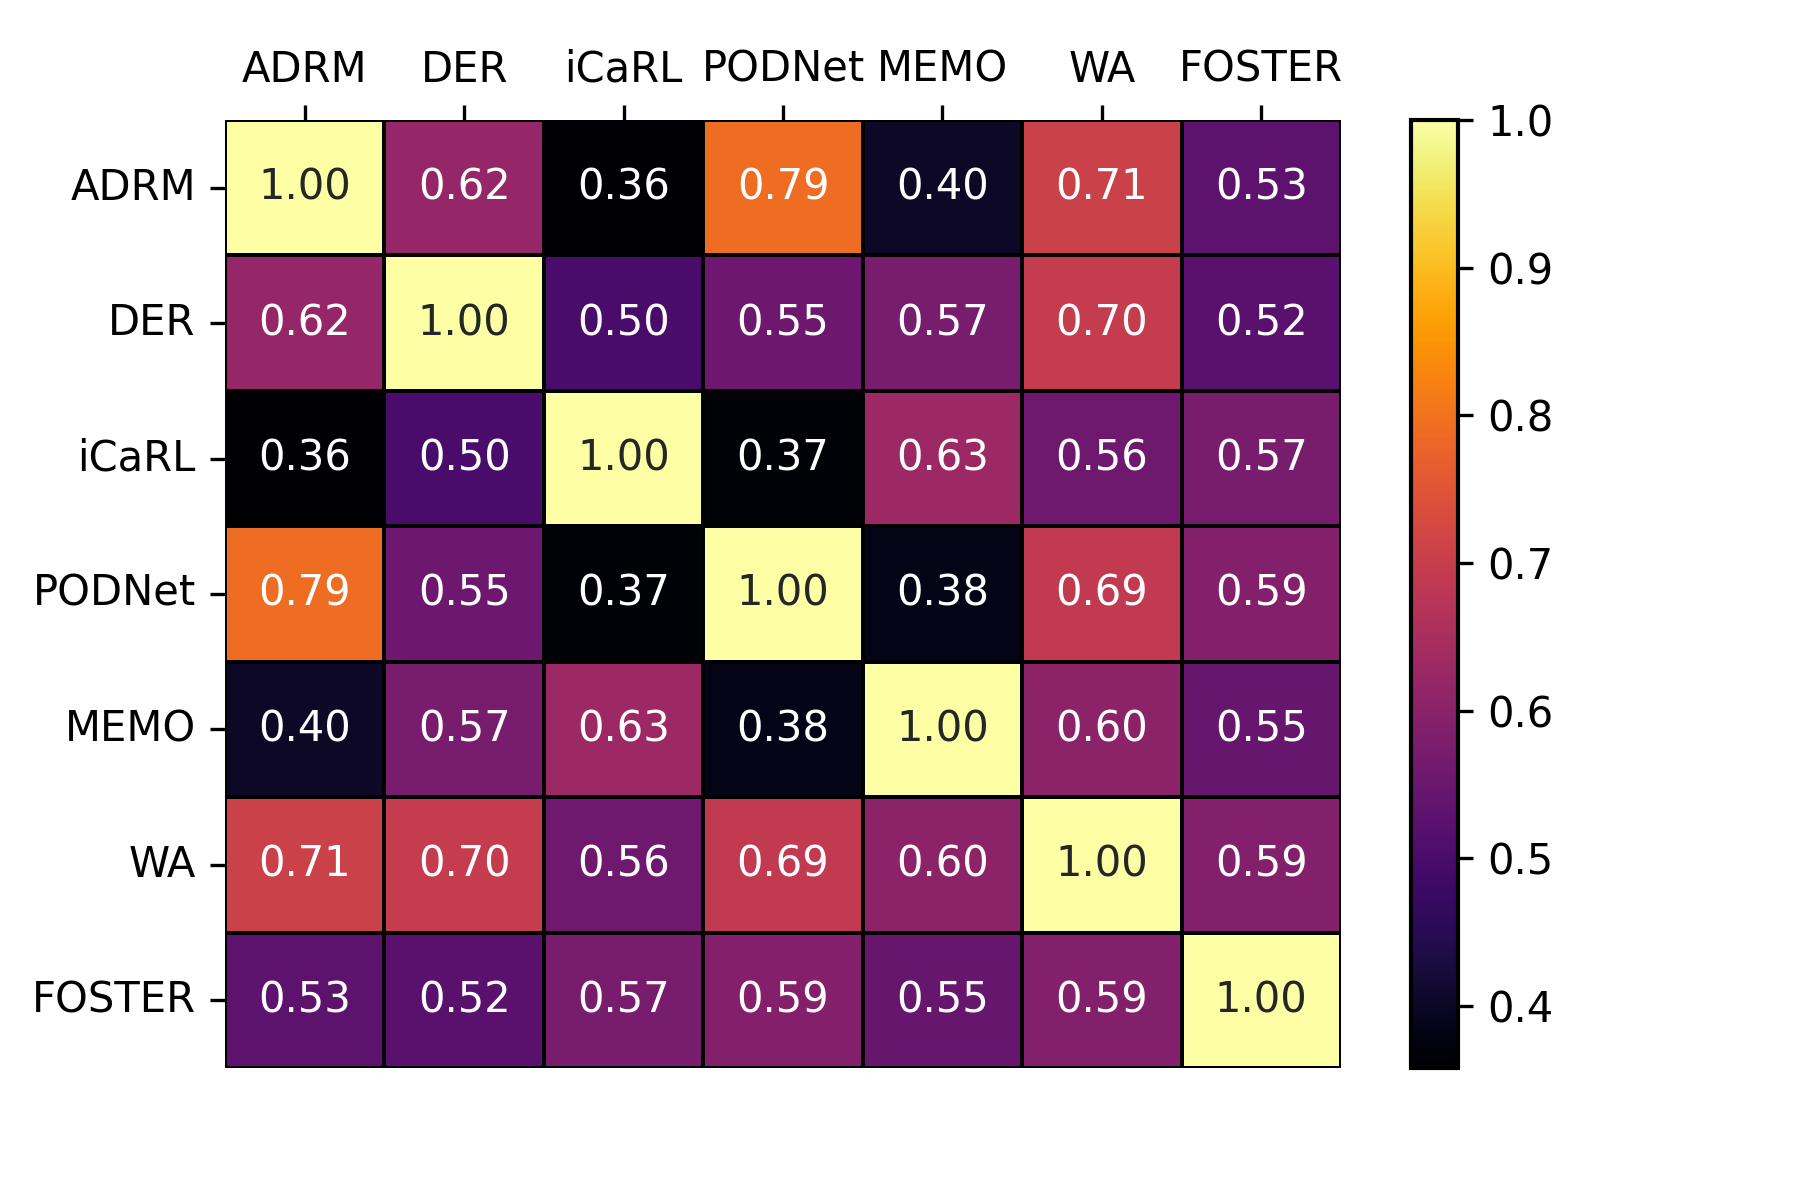 ADRM DER iCaRL PODNet MEMO WA FOSTER
1.0
ADRM 1.00 0.62 0.36 0.79 0.40 0.71 0.53
0.9
DER 0.62 1.00 0.50 0.55 0.57 0.70 0.52
0.8
iCaRL 0.36 0.50 1.00 0.37 0.63 0.56 0.57
0.7
PODNet 0.79 0.55 0.37 1.00 0.38 0.69 0.59
0.6
MEMO 0.40 0.57 0.63 0.38 1.00 0.60 0.55
0.5
WA 0.71 0.70 0.56 0.69 0.60 1.00 0.59
0.4
FOSTER 0.53 0.52 0.57 0.59 0.55 0.59 1.00